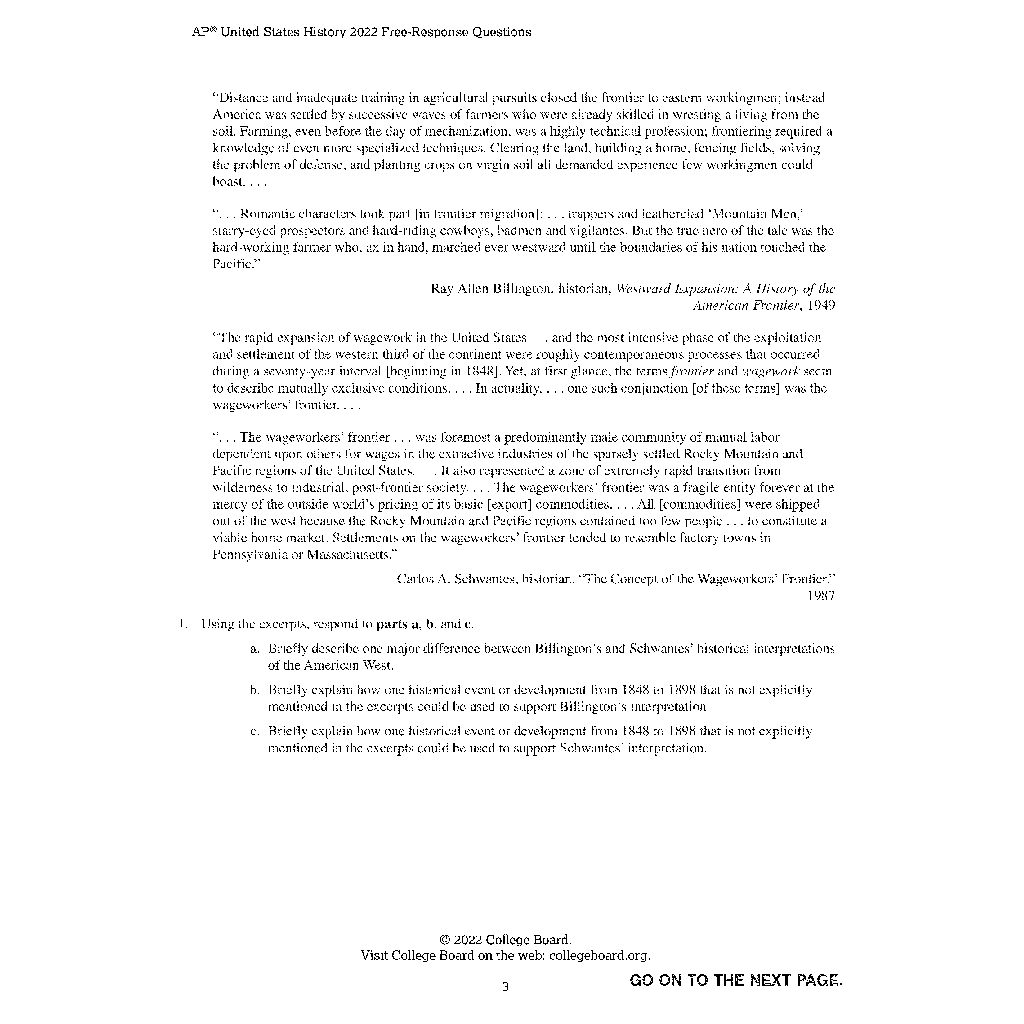 AP® United States History 2022 Free-Response Questions
“Distance and inadequate training in agricultural pursuits closed the frontier to eastern workingmen; instead
America was settled by successive waves of farmers who were already skilled in wresting a living from the
soil. Farming, even before the day of mechanization, was a highly technical profession; frontiering required a
knowledge of even more specialized techniques. Clearing the land, building a home, fencing fields, solving
the problem of defense, and planting crops on virgin soil all demanded experience few workingmen could
boast. . . .
“. . . Romantic characters took part [in frontier migration]: . . . trappers and leatherclad ‘Mountain Men,’
starry-eyed prospectors and hard-riding cowboys, badmen and vigilantes. But the true hero of the tale was the
hard-working farmer who, ax in hand, marched ever westward until the boundaries of his nation touched the
Pacific.”
Ray Allen Billington, historian, Westward Expansion: A History of the
American Frontier, 1949
“The rapid expansion of wagework in the United States . . . and the most intensive phase of the exploitation
and settlement of the western third of the continent were roughly contemporaneous processes that occurred
during a seventy-year interval [beginning in 1848]. Yet, at first glance, the terms frontier and wagework seem
to describe mutually exclusive conditions. . . . In actuality, . . . one such conjunction [of these terms] was the
wageworkers’ frontier. . . .
“. . . The wageworkers’ frontier . . . was foremost a predominantly male community of manual labor
dependent upon others for wages in the extractive industries of the sparsely settled Rocky Mountain and
Pacific regions of the United States. . . . It also represented a zone of extremely rapid transition from
wilderness to industrial, post-frontier society. . . . The wageworkers’ frontier was a fragile entity forever at the
mercy of the outside world’s pricing of its basic [export] commodities. . . . All [commodities] were shipped
out of the west because the Rocky Mountain and Pacific regions contained too few people . . . to constitute a
viable home market. Settlements on the wageworkers’ frontier tended to resemble factory towns in
Pennsylvania or Massachusetts.”
Carlos A. Schwantes, historian, “The Concept of the Wageworkers’ Frontier,”
1987
1. Using the excerpts, respond to parts a, b, and c.
a. Briefly describe one major difference between Billington’s and Schwantes’ historical interpretations
of the American West.
b. Briefly explain how one historical event or development from 1848 to 1898 that is not explicitly
mentioned in the excerpts could be used to support Billington’s interpretation.
c. Briefly explain how one historical event or development from 1848 to 1898 that is not explicitly
mentioned in the excerpts could be used to support Schwantes’ interpretation.
© 2022 College Board.
Visit College Board on the web: collegeboard.org.
3
GO ON TO THE NEXT PAGE.